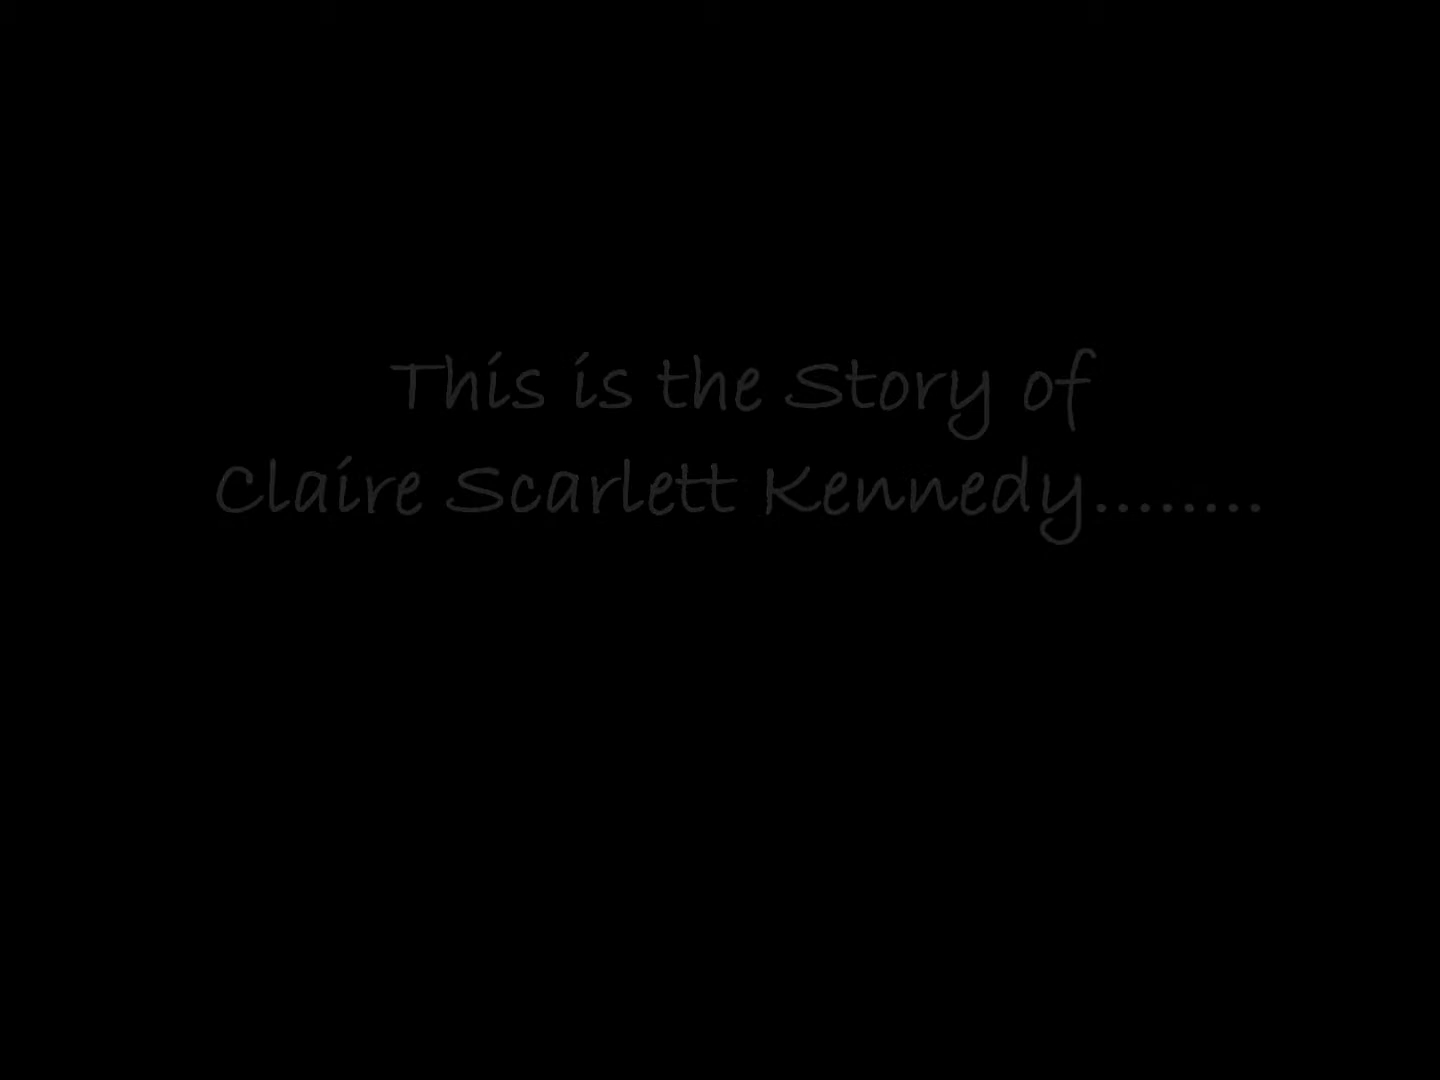 This is the Story of
Claire Scarlett Kennedy........